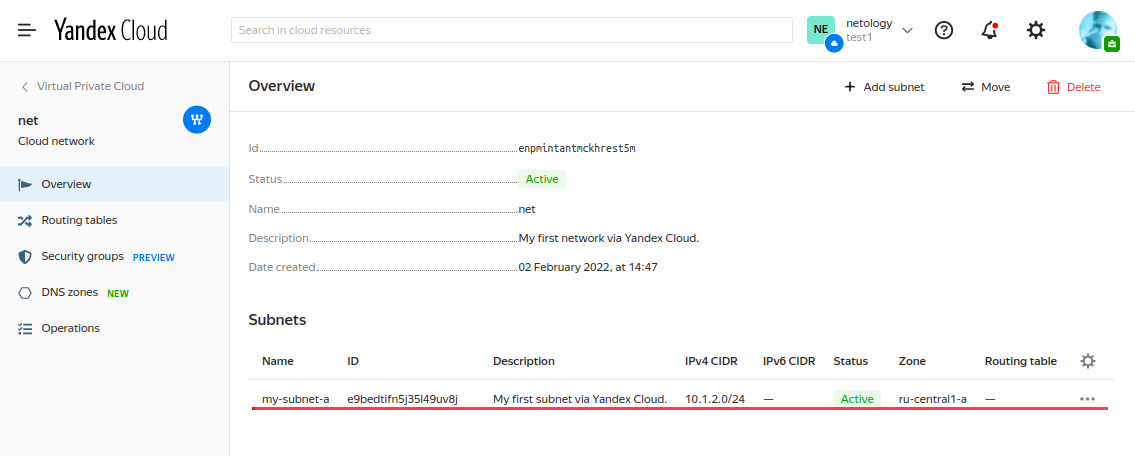 Yandex Cloud
Search in cloud resources
NE
netology
test1
Virtual Private Cloud
net
Cloud network
Overview
Routing tables
Security groups PREVIEW
DNS zones NEW
Operations
Overview
Add subnet
Move
Delete
Id enpmintantmckhrest5m
Status Active
Name net
Description My first network via Yandex Cloud.
Date created 02 February 2022, at 14:47
Subnets
Name ID Description IPv4 CIDR IPv6 CIDR Status Zone Routing table
my-subnet-a e9bedtifn5j35l49uv8j My first subnet via Yandex Cloud. 10.1.2.0/24 — Active ru-central1-a —